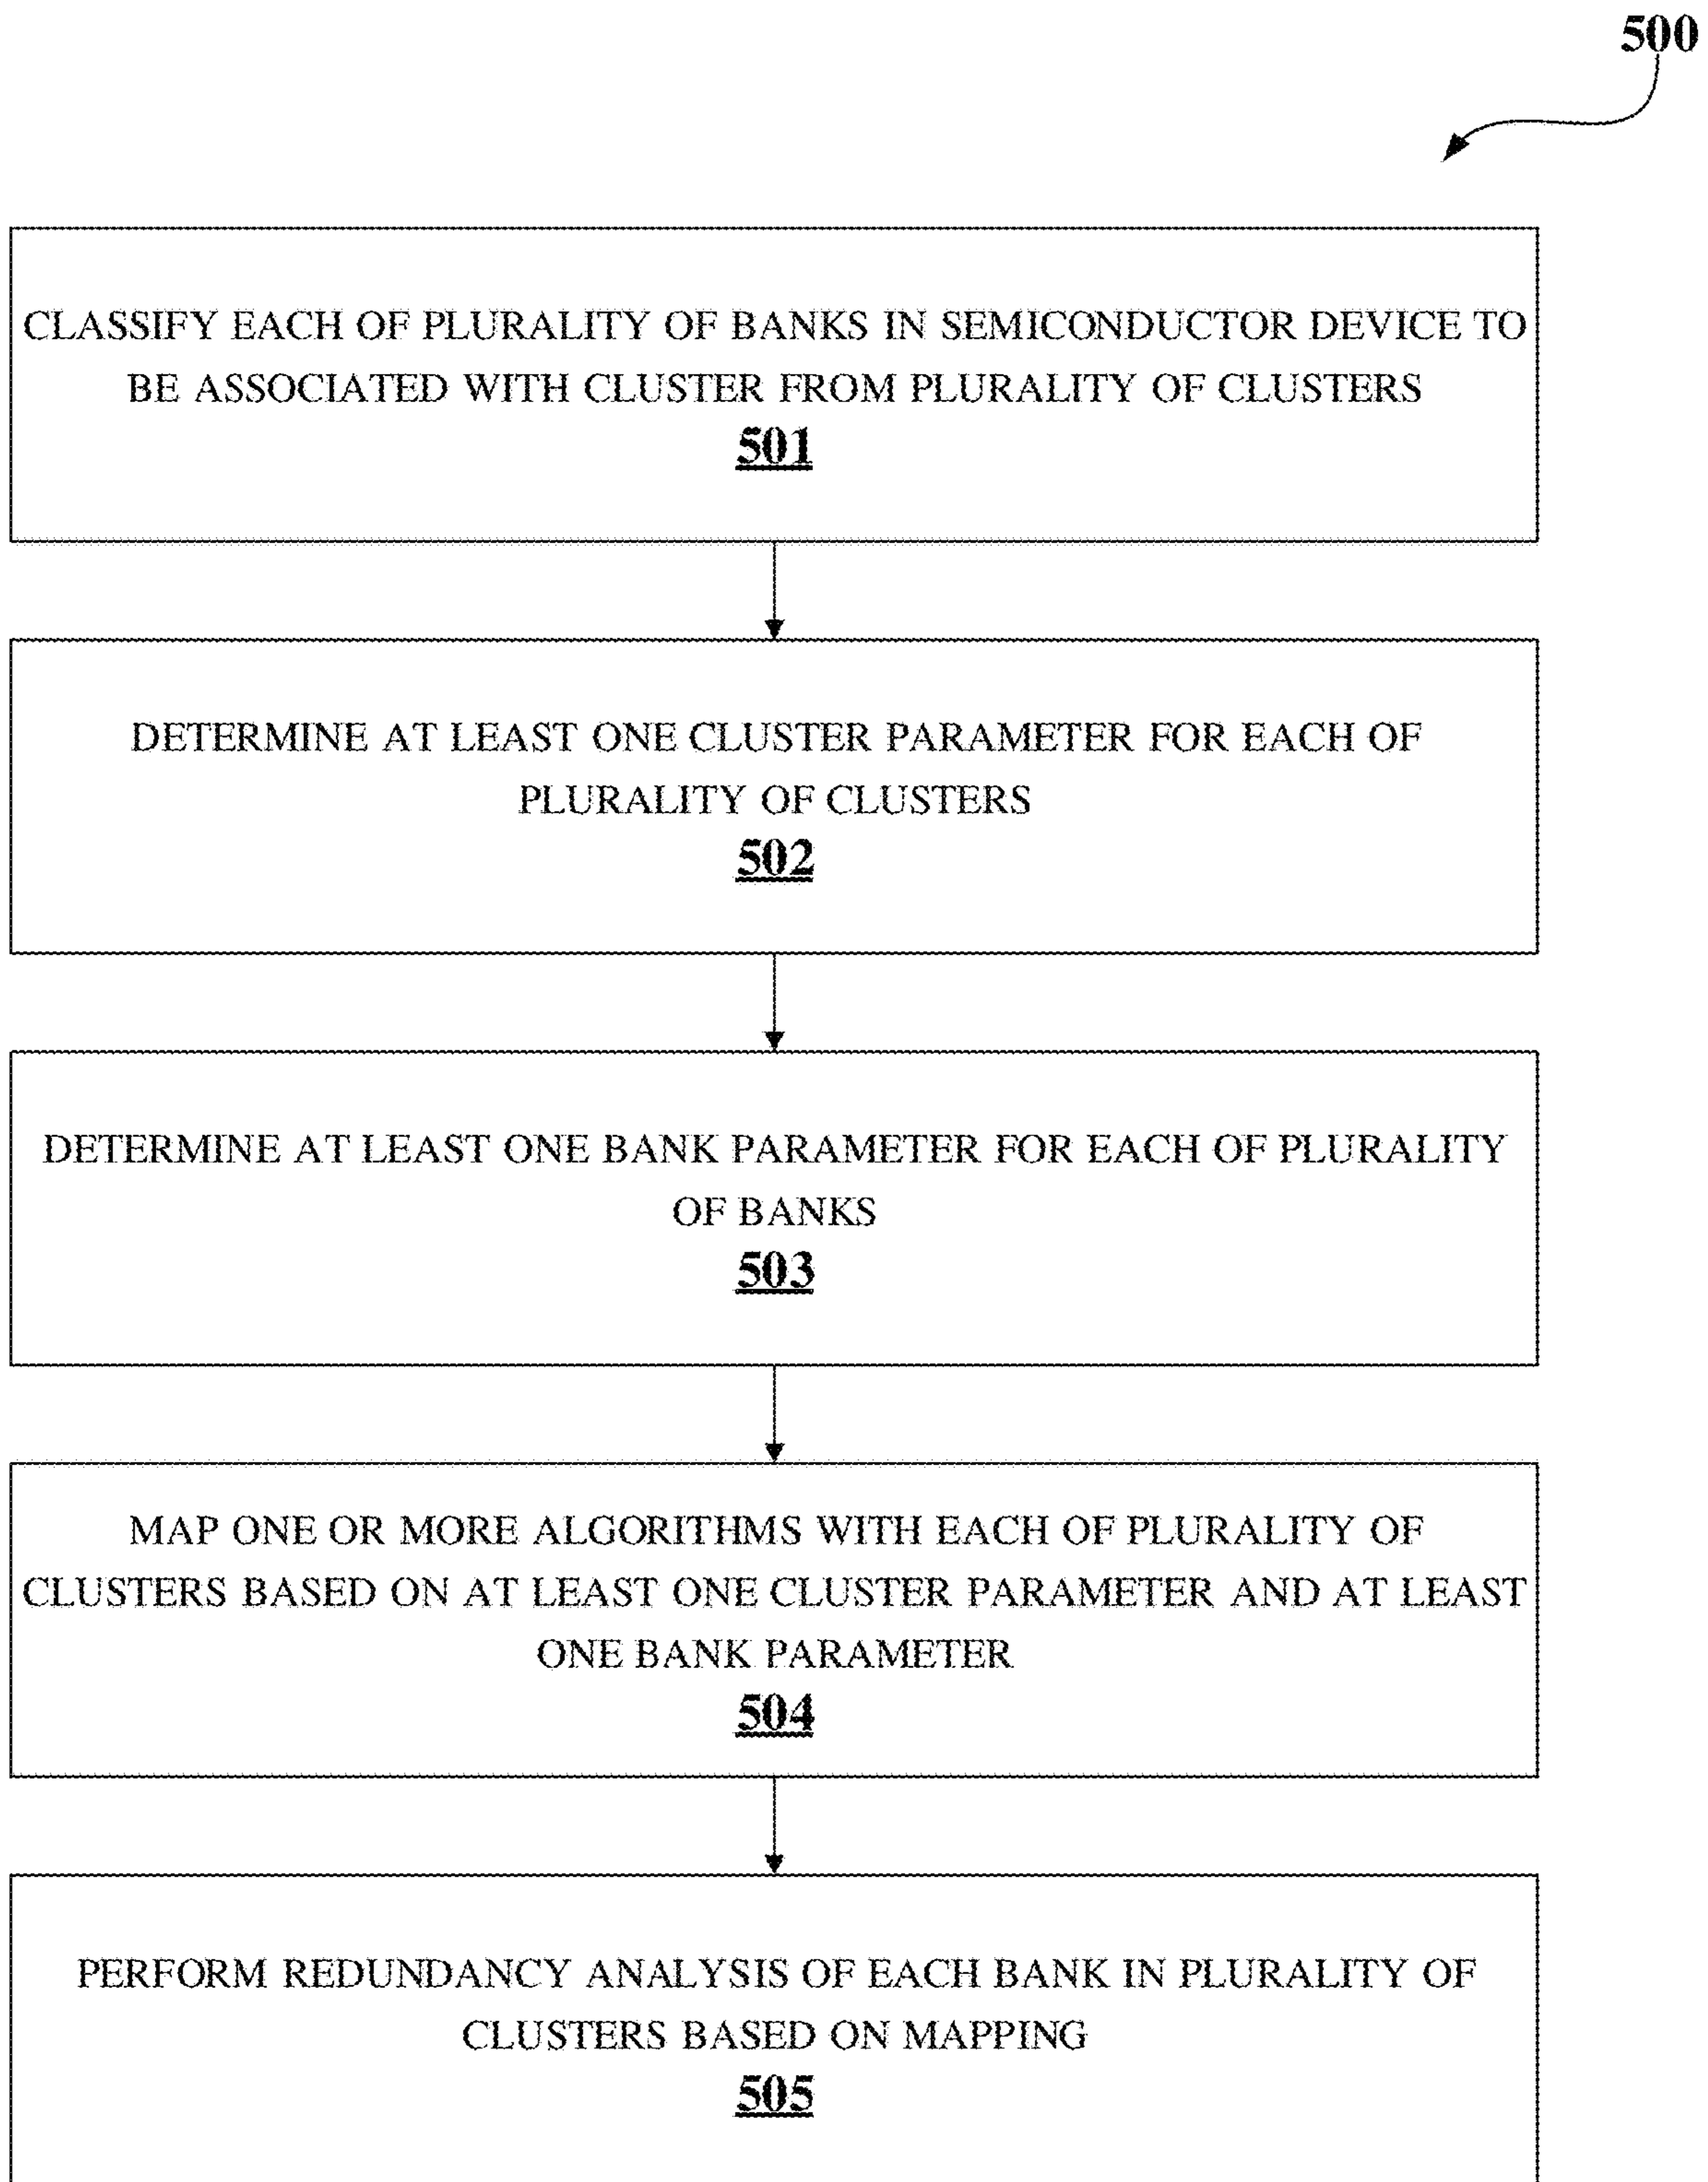 500
CLASSIFY EACH OF PLURALITY OF BANKS IN SEMICONDUCTOR DEVICE TO
BE ASSOCIATED WITH CLUSTER FROM PLURALITY OF CLUSTERS
501
DETERMINE AT LEAST ONE CLUSTER PARAMETER FOR EACH OF
PLURALITY OF CLUSTERS
502
DETERMINE AT LEAST ONE BANK PARAMETER FOR EACH OF PLURALITY
OF BANKS
503
MAP ONE OR MORE ALGORITHMS WITH EACH OF PLURALITY OF
CLUSTERS BASED ON AT LEAST ONE CLUSTER PARAMETER AND AT LEAST
ONE BANK PARAMETER
504
PERFORM REDUNDANCY ANALYSIS OF EACH BANK IN PLURALITY OF
CLUSTERS BASED ON MAPPING
505